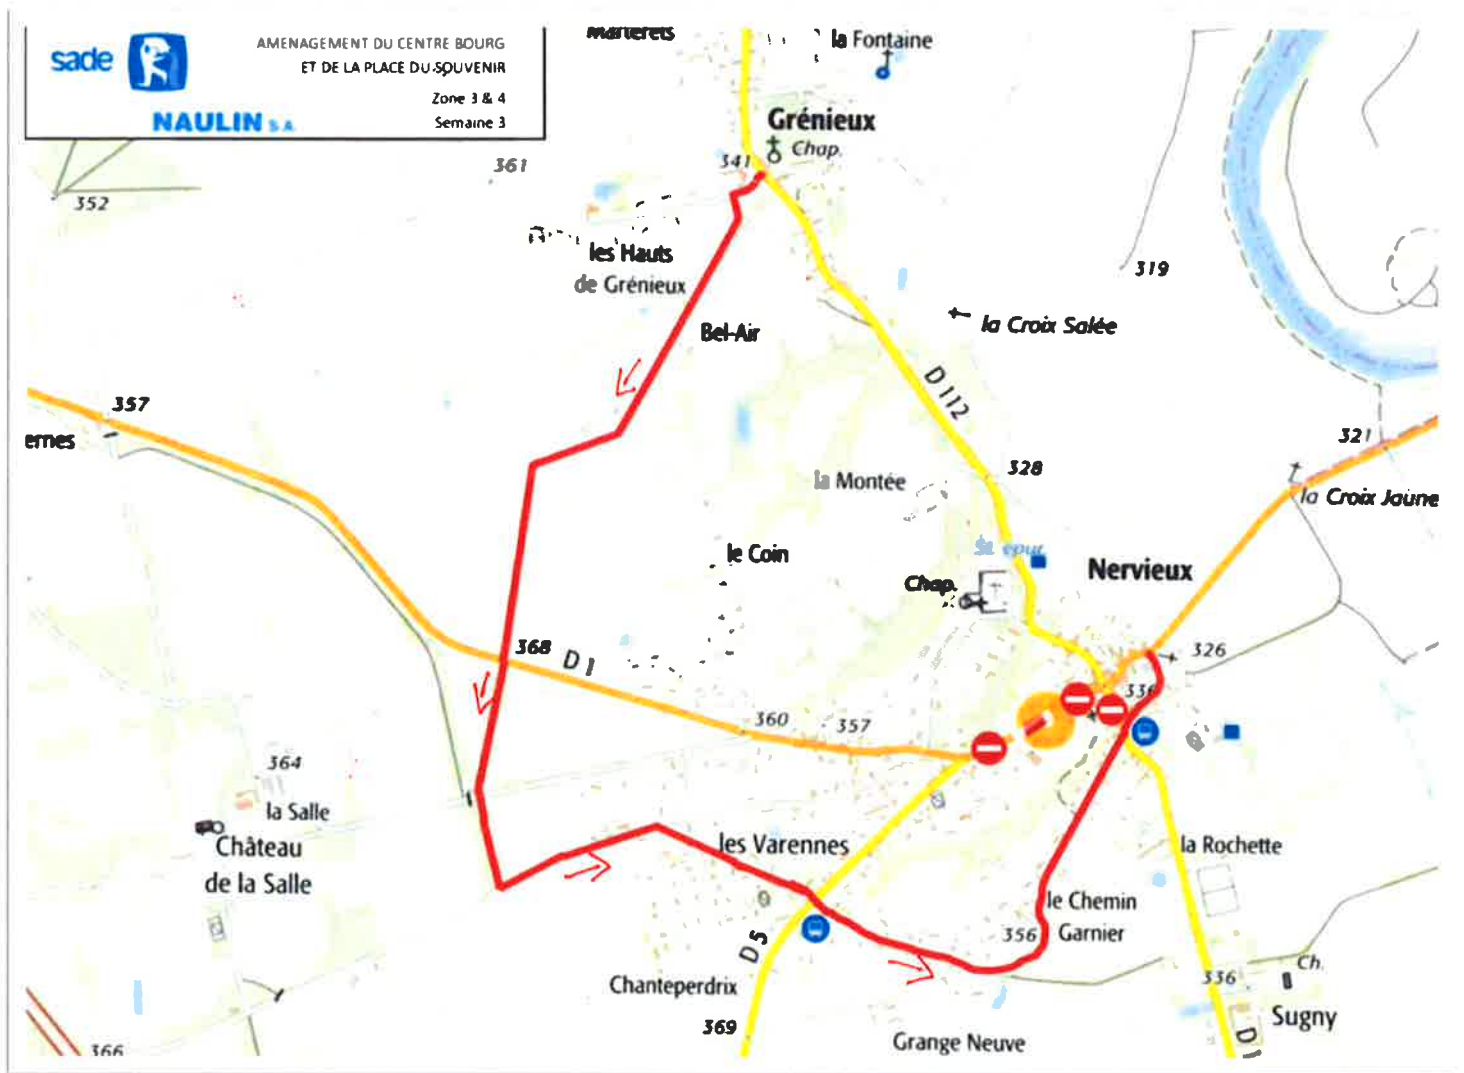 sade
AMENAGEMENT DU CENTRE BOURG
ET DE LA PLACE DU SOUVENIR
Zone 3 & 4
Semaine 3
NAULIN S.A.
la Fontaine
Grénieux
Chap.
341
361
352
les Hauts
de Grénieux
319
la Croix Salée
Bel-Air
D 112
357
ernes
321
328
la Croix Jaune
la Montée
le Coin
Nervieux
Chap.
368
D 1
326
336
360
357
364
la Salle
Château
de la Salle
les Varennes
la Rochette
le Chemin
Garnier
356
D 5
Chanteperdrix
336
Ch.
Sugny
369
Grange Neuve
366